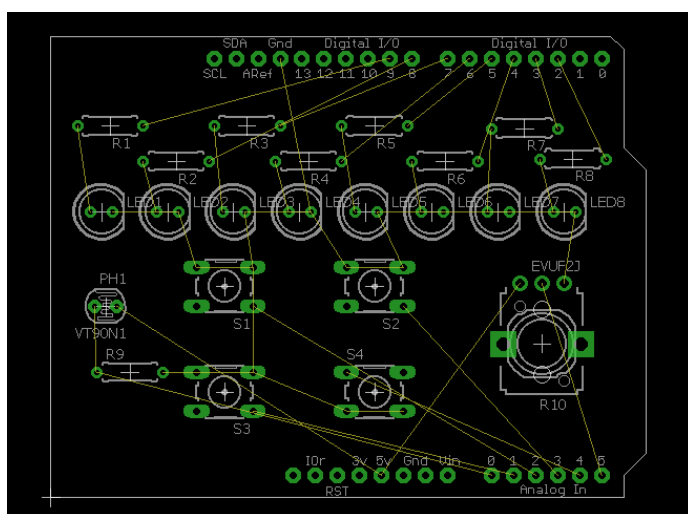 SDA Gnd Digital I/O Digital I/O
SCL ARef 13 12 11 10 9 8 7 6 5 4 3 2 1 0
R1 R3 R5 R7
R2 R4 R6 R8
LED1 LED2 LED3 LED4 LED5 LED6 LED7 LED8
PH1 EVUF2J
VT90N1 S1 S2
R9 S4
S3 R10
IOr 3v 5v Gnd Vin 0 1 2 3 4 5
RST Analog In